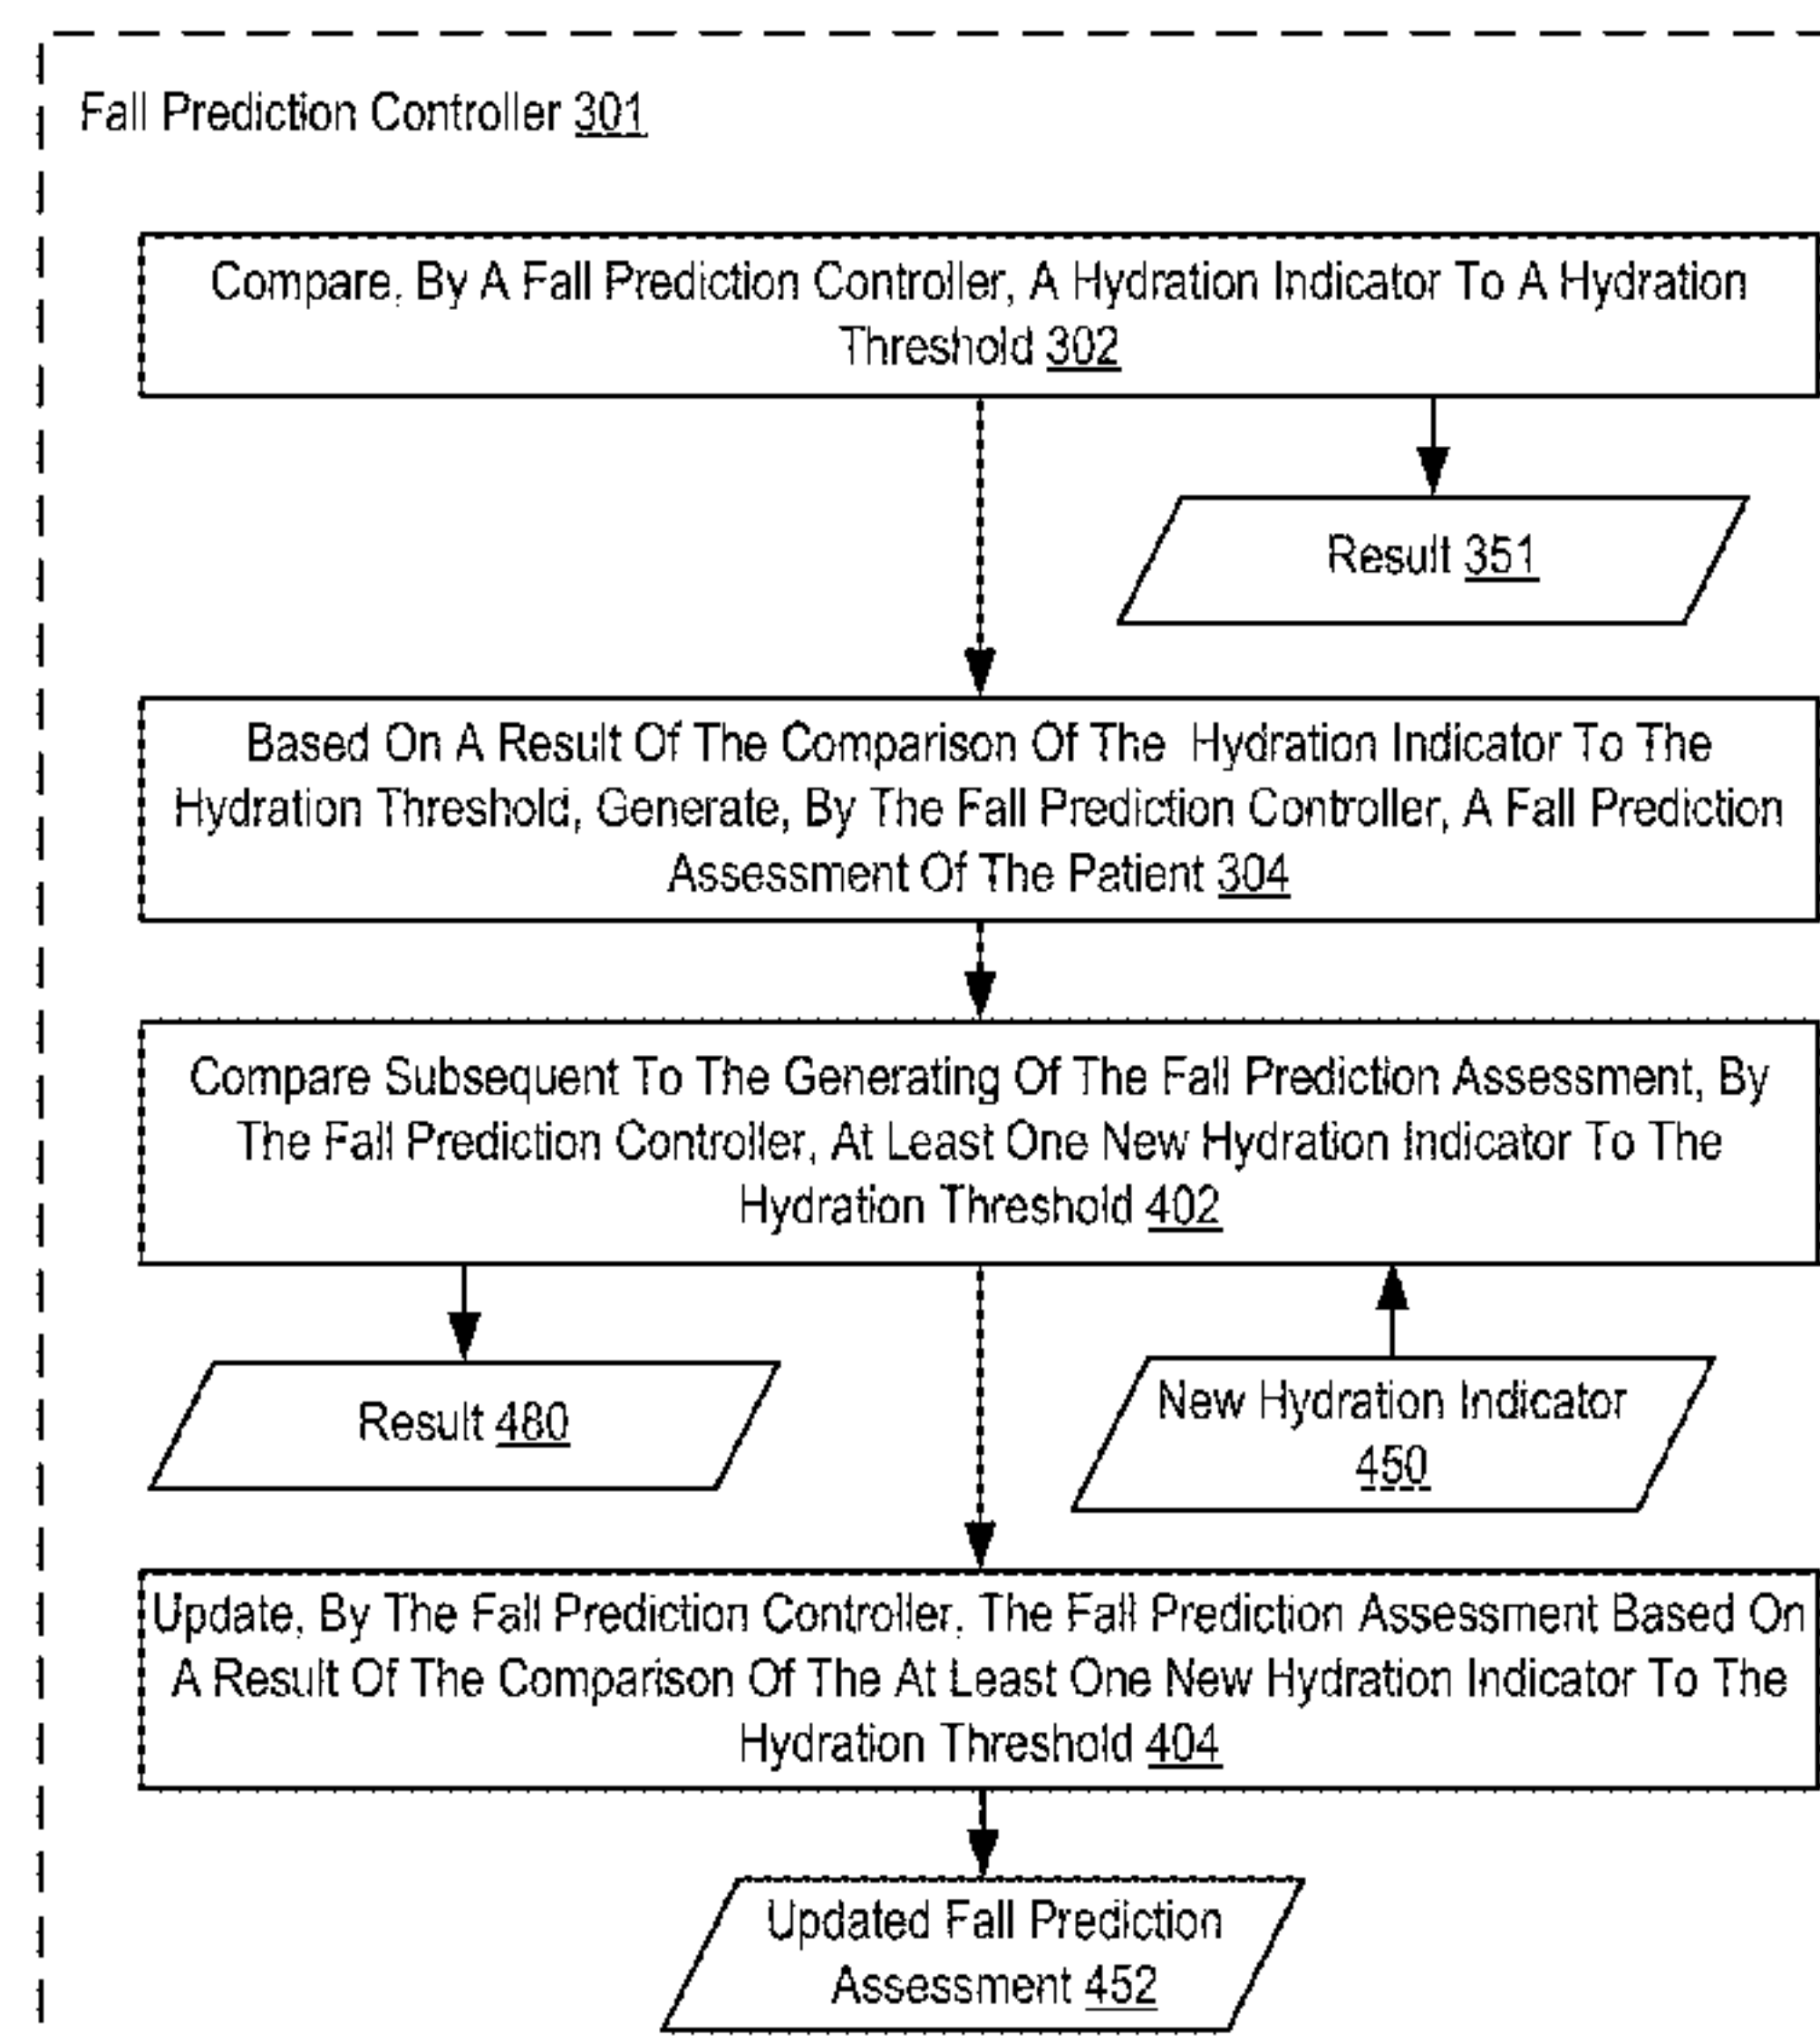 Fall Prediction Controller 301
Compare, By A Fall Prediction Controller, A Hydration Indicator To A Hydration
Threshold 302
Result 351
Based On A Result Of The Comparison Of The Hydration Indicator To The
Hydration Threshold, Generate, By The Fall Prediction Controller, A Fall Prediction
Assessment Of The Patient 304
Compare Subsequent To The Generating Of The Fall Prediction Assessment, By
The Fall Prediction Controller, At Least One New Hydration Indicator To The
Hydration Threshold 402
Result 480
New Hydration Indicator
450
Update, By The Fall Prediction Controller, The Fall Prediction Assessment Based On
A Result Of The Comparison Of The At Least One New Hydration Indicator To The
Hydration Threshold 404
Updated Fall Prediction
Assessment 452